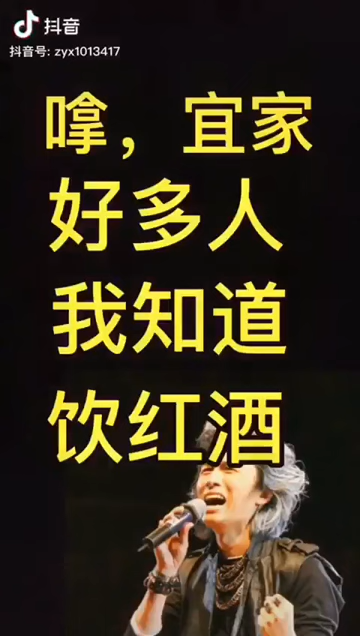 抖音
抖音号: zyx1013417
嗱，宜家
好多人
我知道
饮红酒